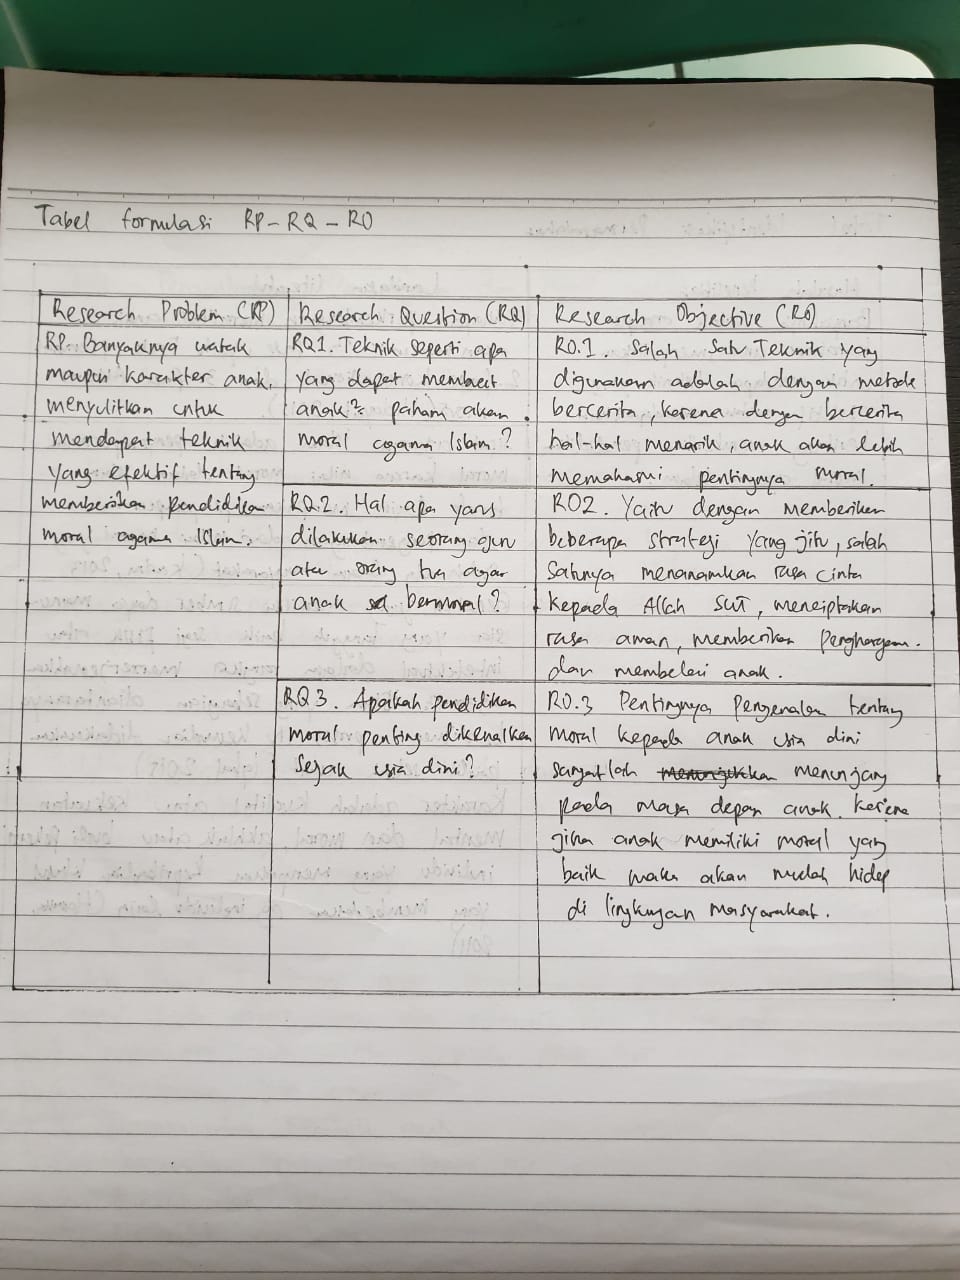 Tabel formulasi RP-RQ-RO
Research Problem (RP)
RP. Banyaknya watak
maupun karakter anak,
menyulitkan untuk
mendapat teknik
yang efektif tentang
memberikan pendidikan
moral agama Islam.
Research Question (RQ)
RQ1. Teknik seperti apa
yang dapat membuat
anak² paham akan
moral agama Islam?
RQ.2. Hal apa yang
dilakukan seorang guru
atau orang tua agar
anak bermoral?
RQ3. Apakah pendidikan
moral penting dikenalkan
sejak usia dini?
Research Objective (RO)
RO.1. Salah Satu Teknik yang
digunakan adalah dengan metode
bercerita, karena dengan bercerita
hal-hal menarik, anak akan lebih
memahami pentingnya moral.
RO2. Yaitu dengan memberikan
beberapa strategi yang jitu, salah
Satunya menanamkan rasa cinta
kepada Allah SWT, menciptakan
rasa aman, memberikan penghargaan.
dan membelai anak.
RO.3 Pentingnya Pengenalan tentang
moral kepada anak usia dini
sangatlah menunjang
pada masa depan anak. Karena
jika anak memiliki moral yang
baik maka akan mudah hidup
di lingkungan masyarakat.